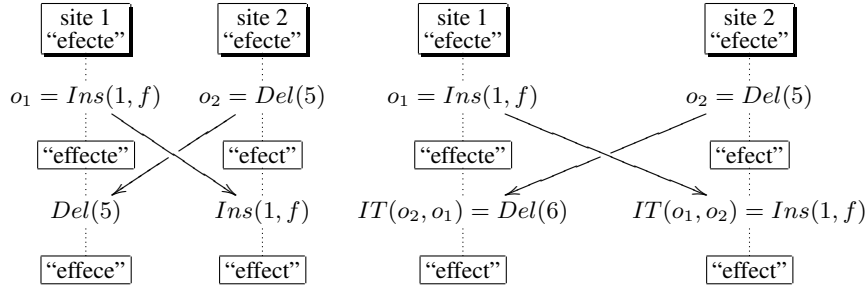 site 1 site 2 site 1 site 2
“efecte” “efecte” “efecte” “efecte”
o₁ = Ins(1, f) o₂ = Del(5) o₁ = Ins(1, f) o₂ = Del(5)
“effecte” “efect” “effecte” “efect”
Del(5) Ins(1, f) IT(o₂, o₁) = Del(6) IT(o₁, o₂) = Ins(1, f)
“effece” “effect” “effect” “effect”